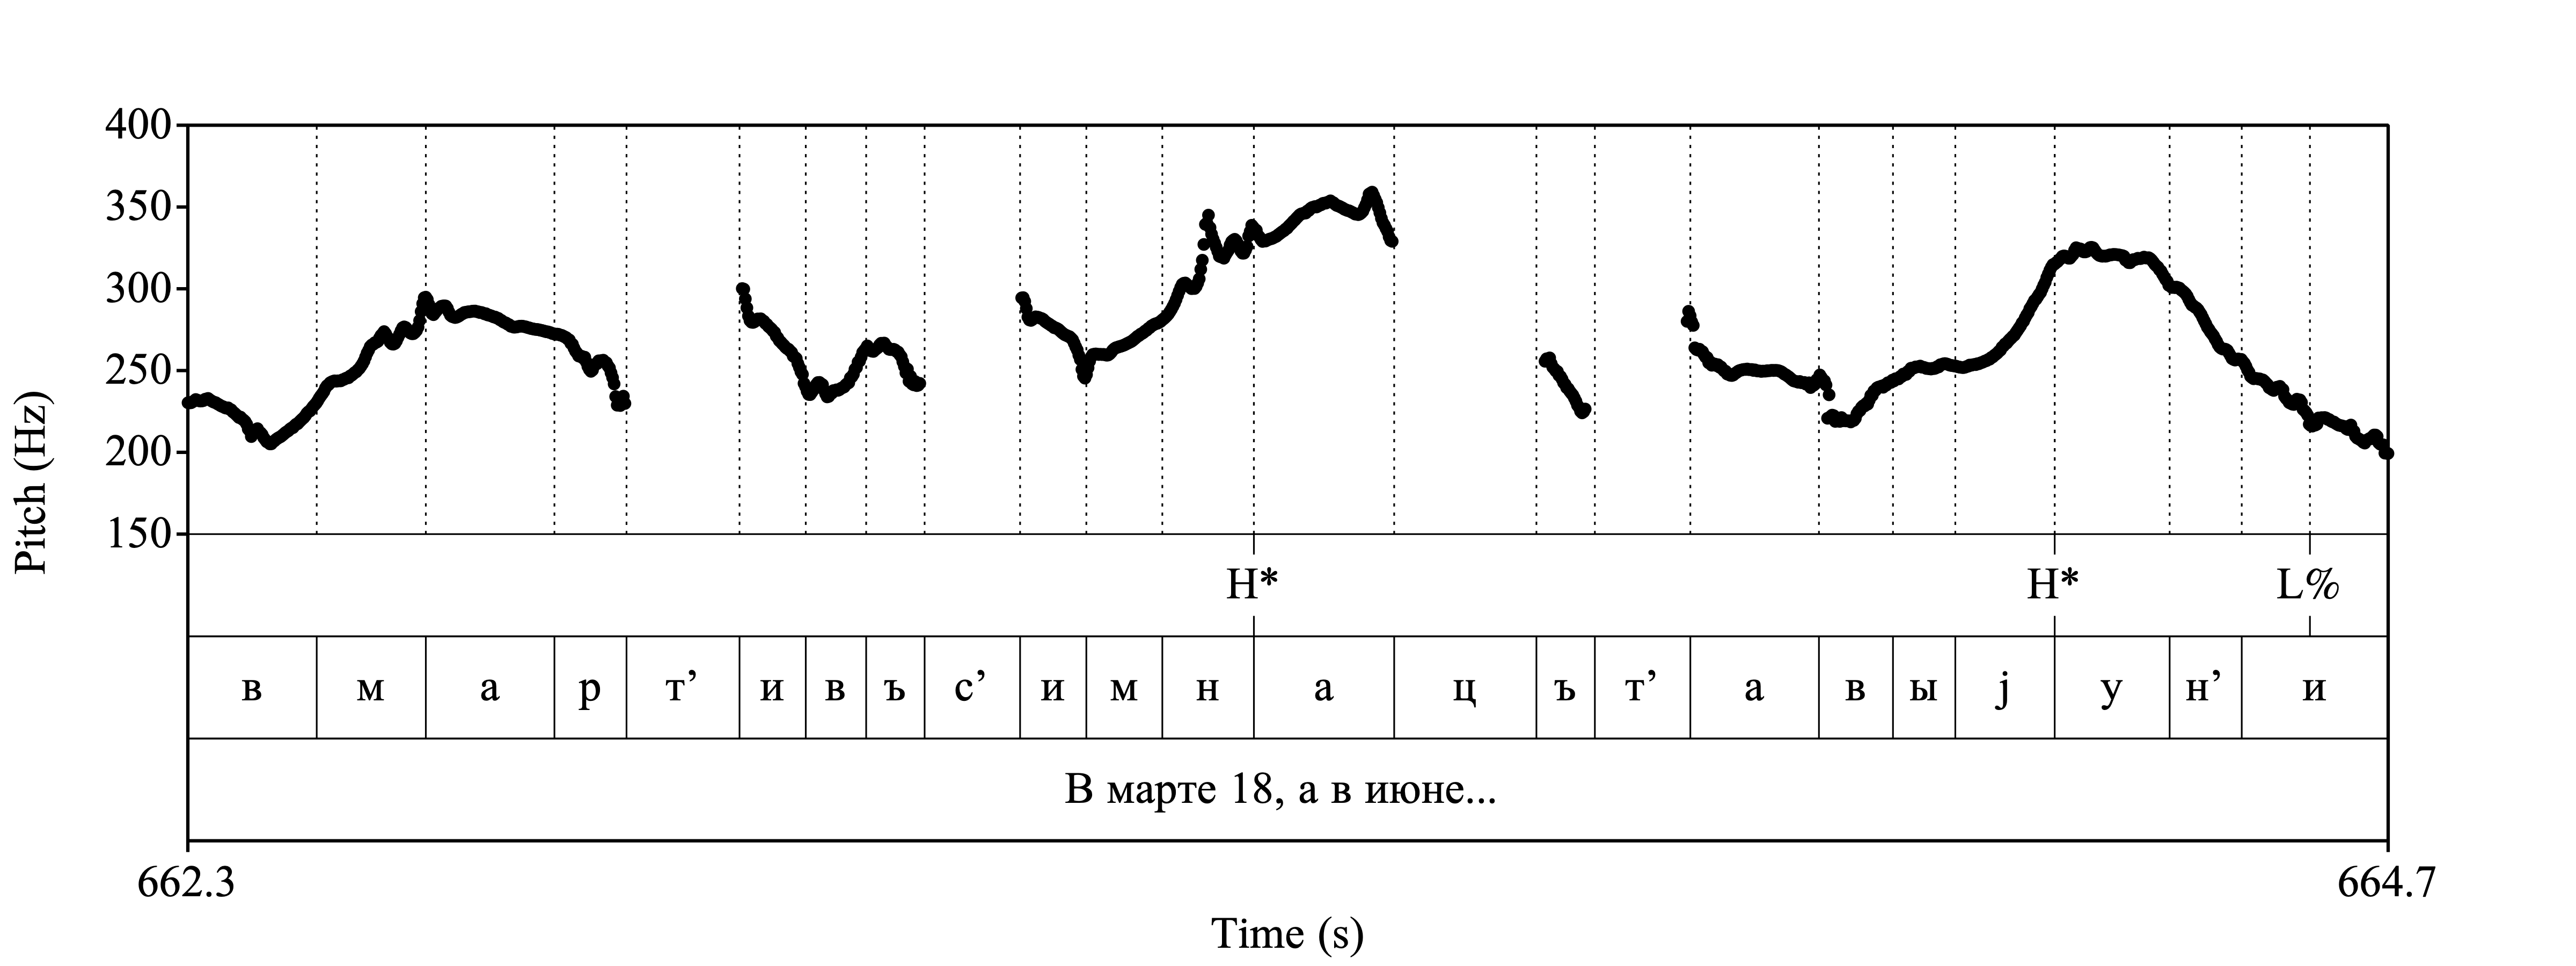 400
350
300
250
200
150
Pitch (Hz)
H* H* L%
в м а р т’ и в ъ с’ и м н а ц ъ т’ а в ы j у н’ и
В марте 18, а в июне...
662.3 664.7
Time (s)